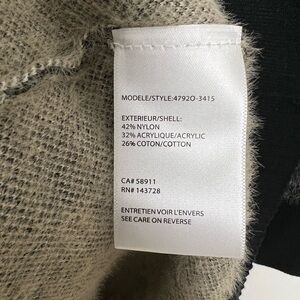 MODELE/STYLE:4792O-3415
EXTERIEUR/SHELL:
42% NYLON
32% ACRYLIQUE/ACRYLIC
26% COTON/COTTON
CA# 58911
RN# 143728
ENTRETIEN VOIR L'ENVERS
SEE CARE ON REVERSE